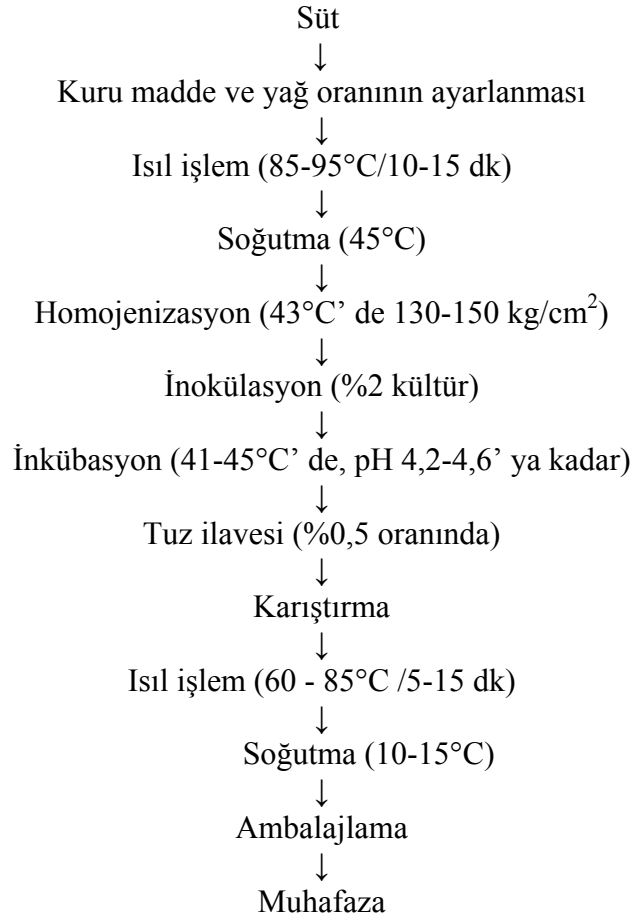 Süt
↓
Kuru madde ve yağ oranının ayarlanması
↓
Isıl işlem (85-95°C/10-15 dk)
↓
Soğutma (45°C)
↓
Homojenizasyon (43°C’ de 130-150 kg/cm²)
↓
İnokülasyon (%2 kültür)
↓
İnkübasyon (41-45°C’ de, pH 4,2-4,6’ ya kadar)
↓
Tuz ilavesi (%0,5 oranında)
↓
Karıştırma
↓
Isıl işlem (60 - 85°C /5-15 dk)
↓
Soğutma (10-15°C)
↓
Ambalajlama
↓
Muhafaza